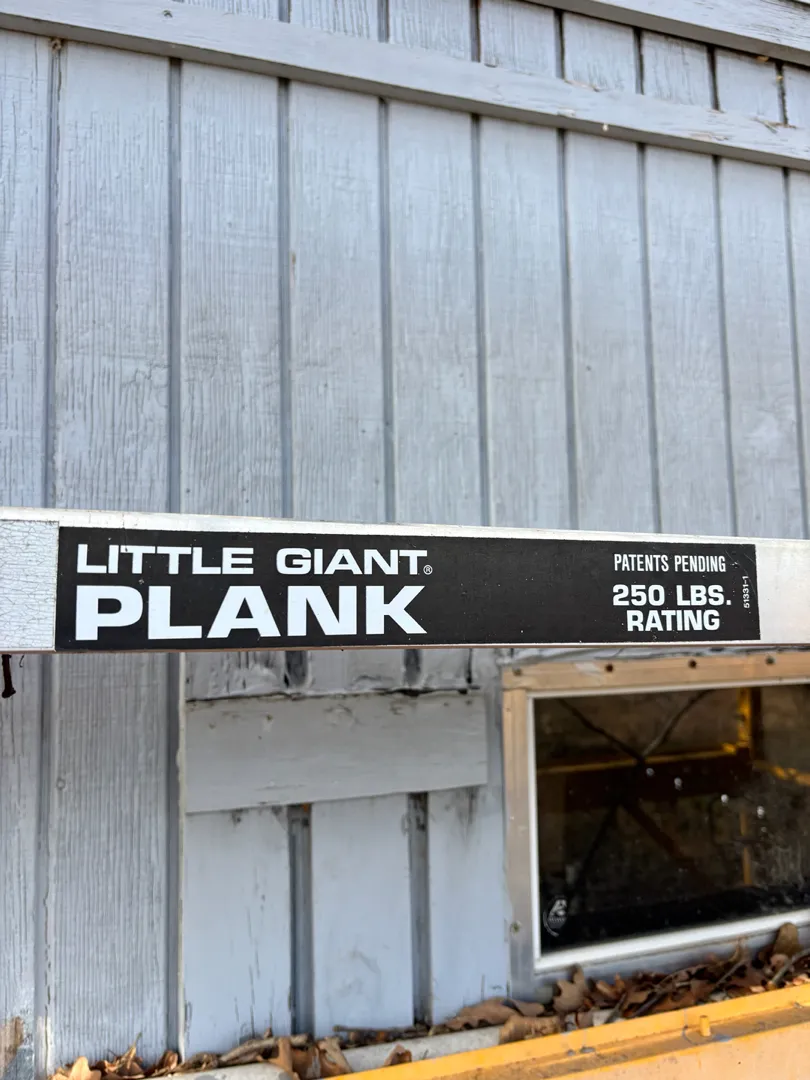 LITTLE GIANT®
PLANK
PATENTS PENDING
250 LBS.
RATING
51331-1